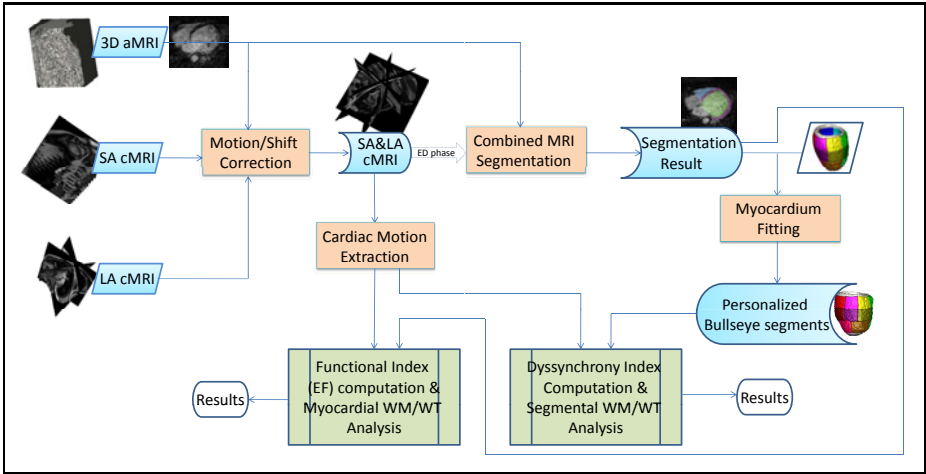 3D aMRI
SA cMRI
LA cMRI
Motion/Shift
Correction
SA&LA
cMRI
ED phase
Combined MRI
Segmentation
Segmentation
Result
Myocardium
Fitting
Cardiac Motion
Extraction
Personalized
Bullseye segments
Functional Index
(EF) computation &
Myocardial WM/WT
Analysis
Dyssynchrony Index
Computation &
Segmental WM/WT
Analysis
Results
Results